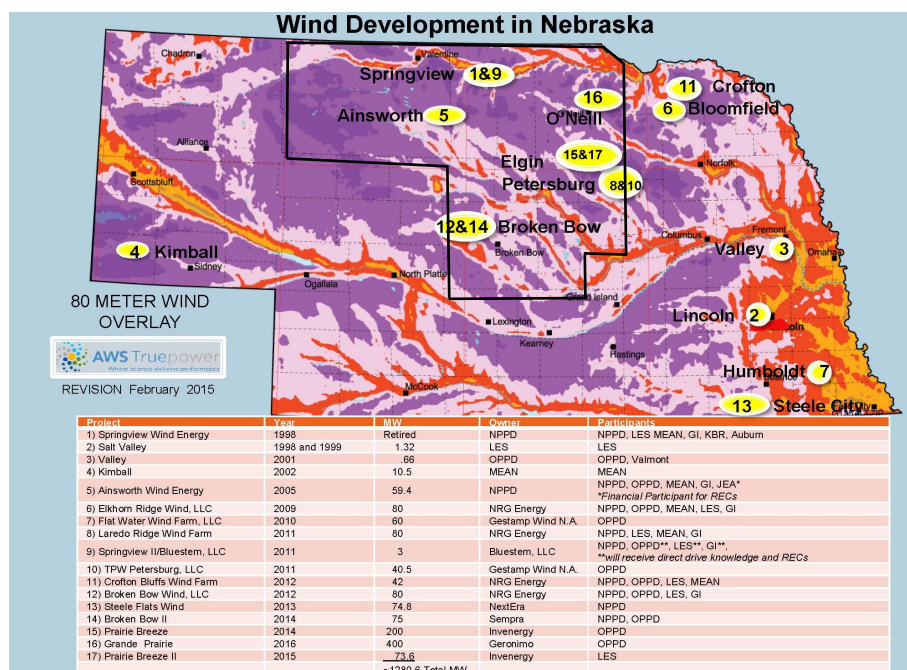 Wind Development in Nebraska
Chadron
Valentine
Springview 1&9
11 Crofton
16
6 Bloomfield
Ainsworth 5
O'Neill
Alliance
15&17
Elgin
Norfolk
Scottsbluff
Petersburg 8&10
12&14 Broken Bow
Columbus
Fremont
Valley 3
4 Kimball
Broken Bow
Omaha
Sidney
North Platte
Ogallala
80 METER WIND
OVERLAY
Grand Island
Lincoln 2
Lexington
Kearney
AWS Truepower
Where science delivers performance
Hastings
REVISION February 2015
Humboldt 7
McCook
Beatrice
13 Steele City
Project Year MW Owner Participants
1) Springview Wind Energy 1998 Retired NPPD NPPD, LES MEAN, GI, KBR, Auburn
2) Salt Valley 1998 and 1999 1.32 LES LES
3) Valley 2001 .66 OPPD OPPD, Valmont
4) Kimball 2002 10.5 MEAN MEAN
5) Ainsworth Wind Energy 2005 59.4 NPPD NPPD, OPPD, MEAN, GI, JEA*
*Financial Participant for RECs
6) Elkhorn Ridge Wind, LLC 2009 80 NRG Energy NPPD, OPPD, MEAN, LES, GI
7) Flat Water Wind Farm, LLC 2010 60 Gestamp Wind N.A. OPPD
8) Laredo Ridge Wind Farm 2011 80 NRG Energy NPPD, LES, MEAN, GI
9) Springview II/Bluestem, LLC 2011 3 Bluestem, LLC NPPD, OPPD**, LES**, GI**,
**will receive direct drive knowledge and RECs
10) TPW Petersburg, LLC 2011 40.5 Gestamp Wind N.A. OPPD
11) Crofton Bluffs Wind Farm 2012 42 NRG Energy NPPD, OPPD, LES, MEAN
12) Broken Bow Wind, LLC 2012 80 NRG Energy NPPD, OPPD, LES, GI
13) Steele Flats Wind 2013 74.8 NextEra NPPD
14) Broken Bow II 2014 75 Sempra NPPD, OPPD
15) Prairie Breeze 2014 200 Invenergy OPPD
16) Grande Prairie 2016 400 Geronimo OPPD
17) Prairie Breeze II 2015 73.6 Invenergy LES
~1280.6 Total MW